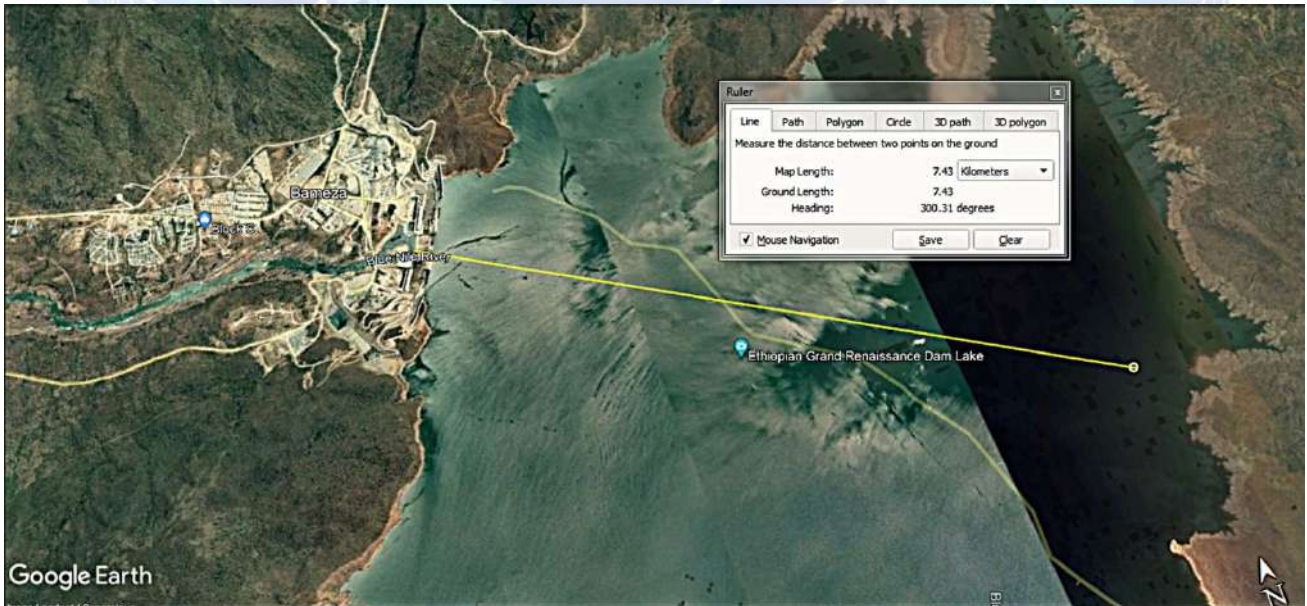 Ruler
Line Path Polygon Circle 3D path 3D polygon
Measure the distance between two points on the ground
Map Length: 7.43 Kilometers
Ground Length: 7.43
Heading: 300.31 degrees
Mouse Navigation Save Clear
Bameza
Block C
Nile River
Ethiopian Grand Renaissance Dam Lake
Google Earth
N